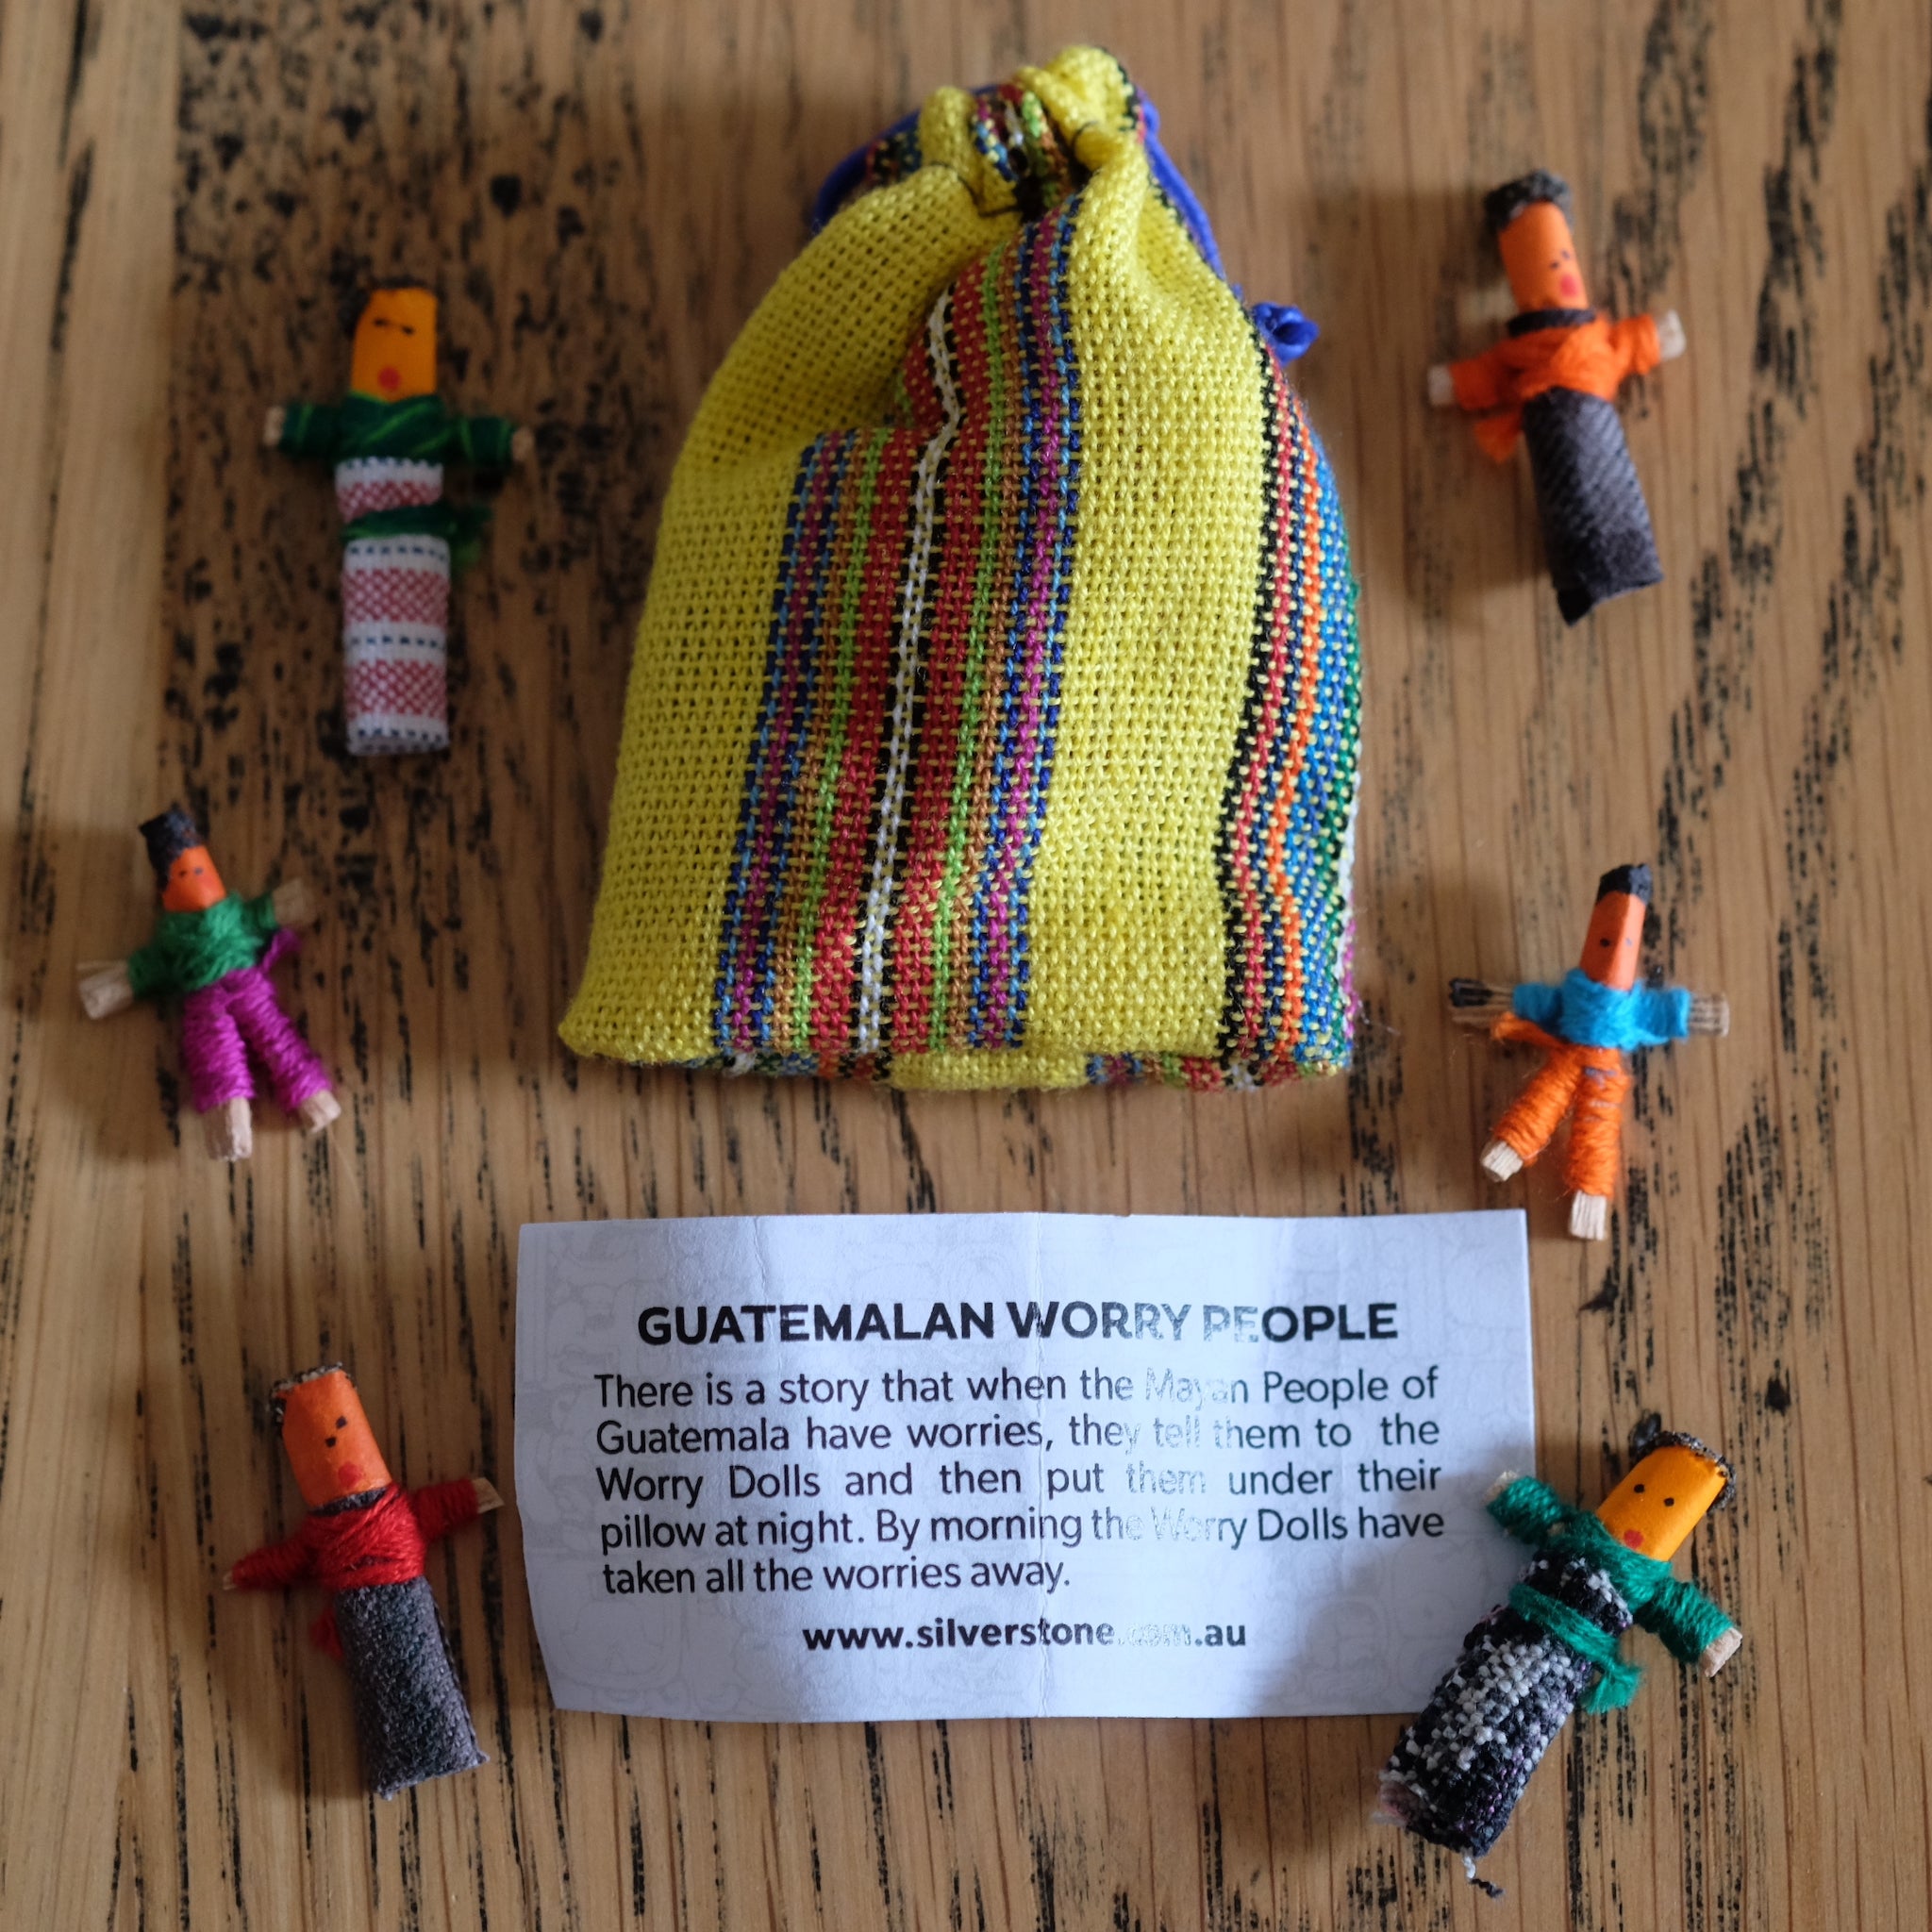 GUATEMALAN WORRY PEOPLE
There is a story that when the Mayan People of
Guatemala have worries, they tell them to the
Worry Dolls and then put them under their
pillow at night. By morning the Worry Dolls have
taken all the worries away.
www.silverstone.com.au